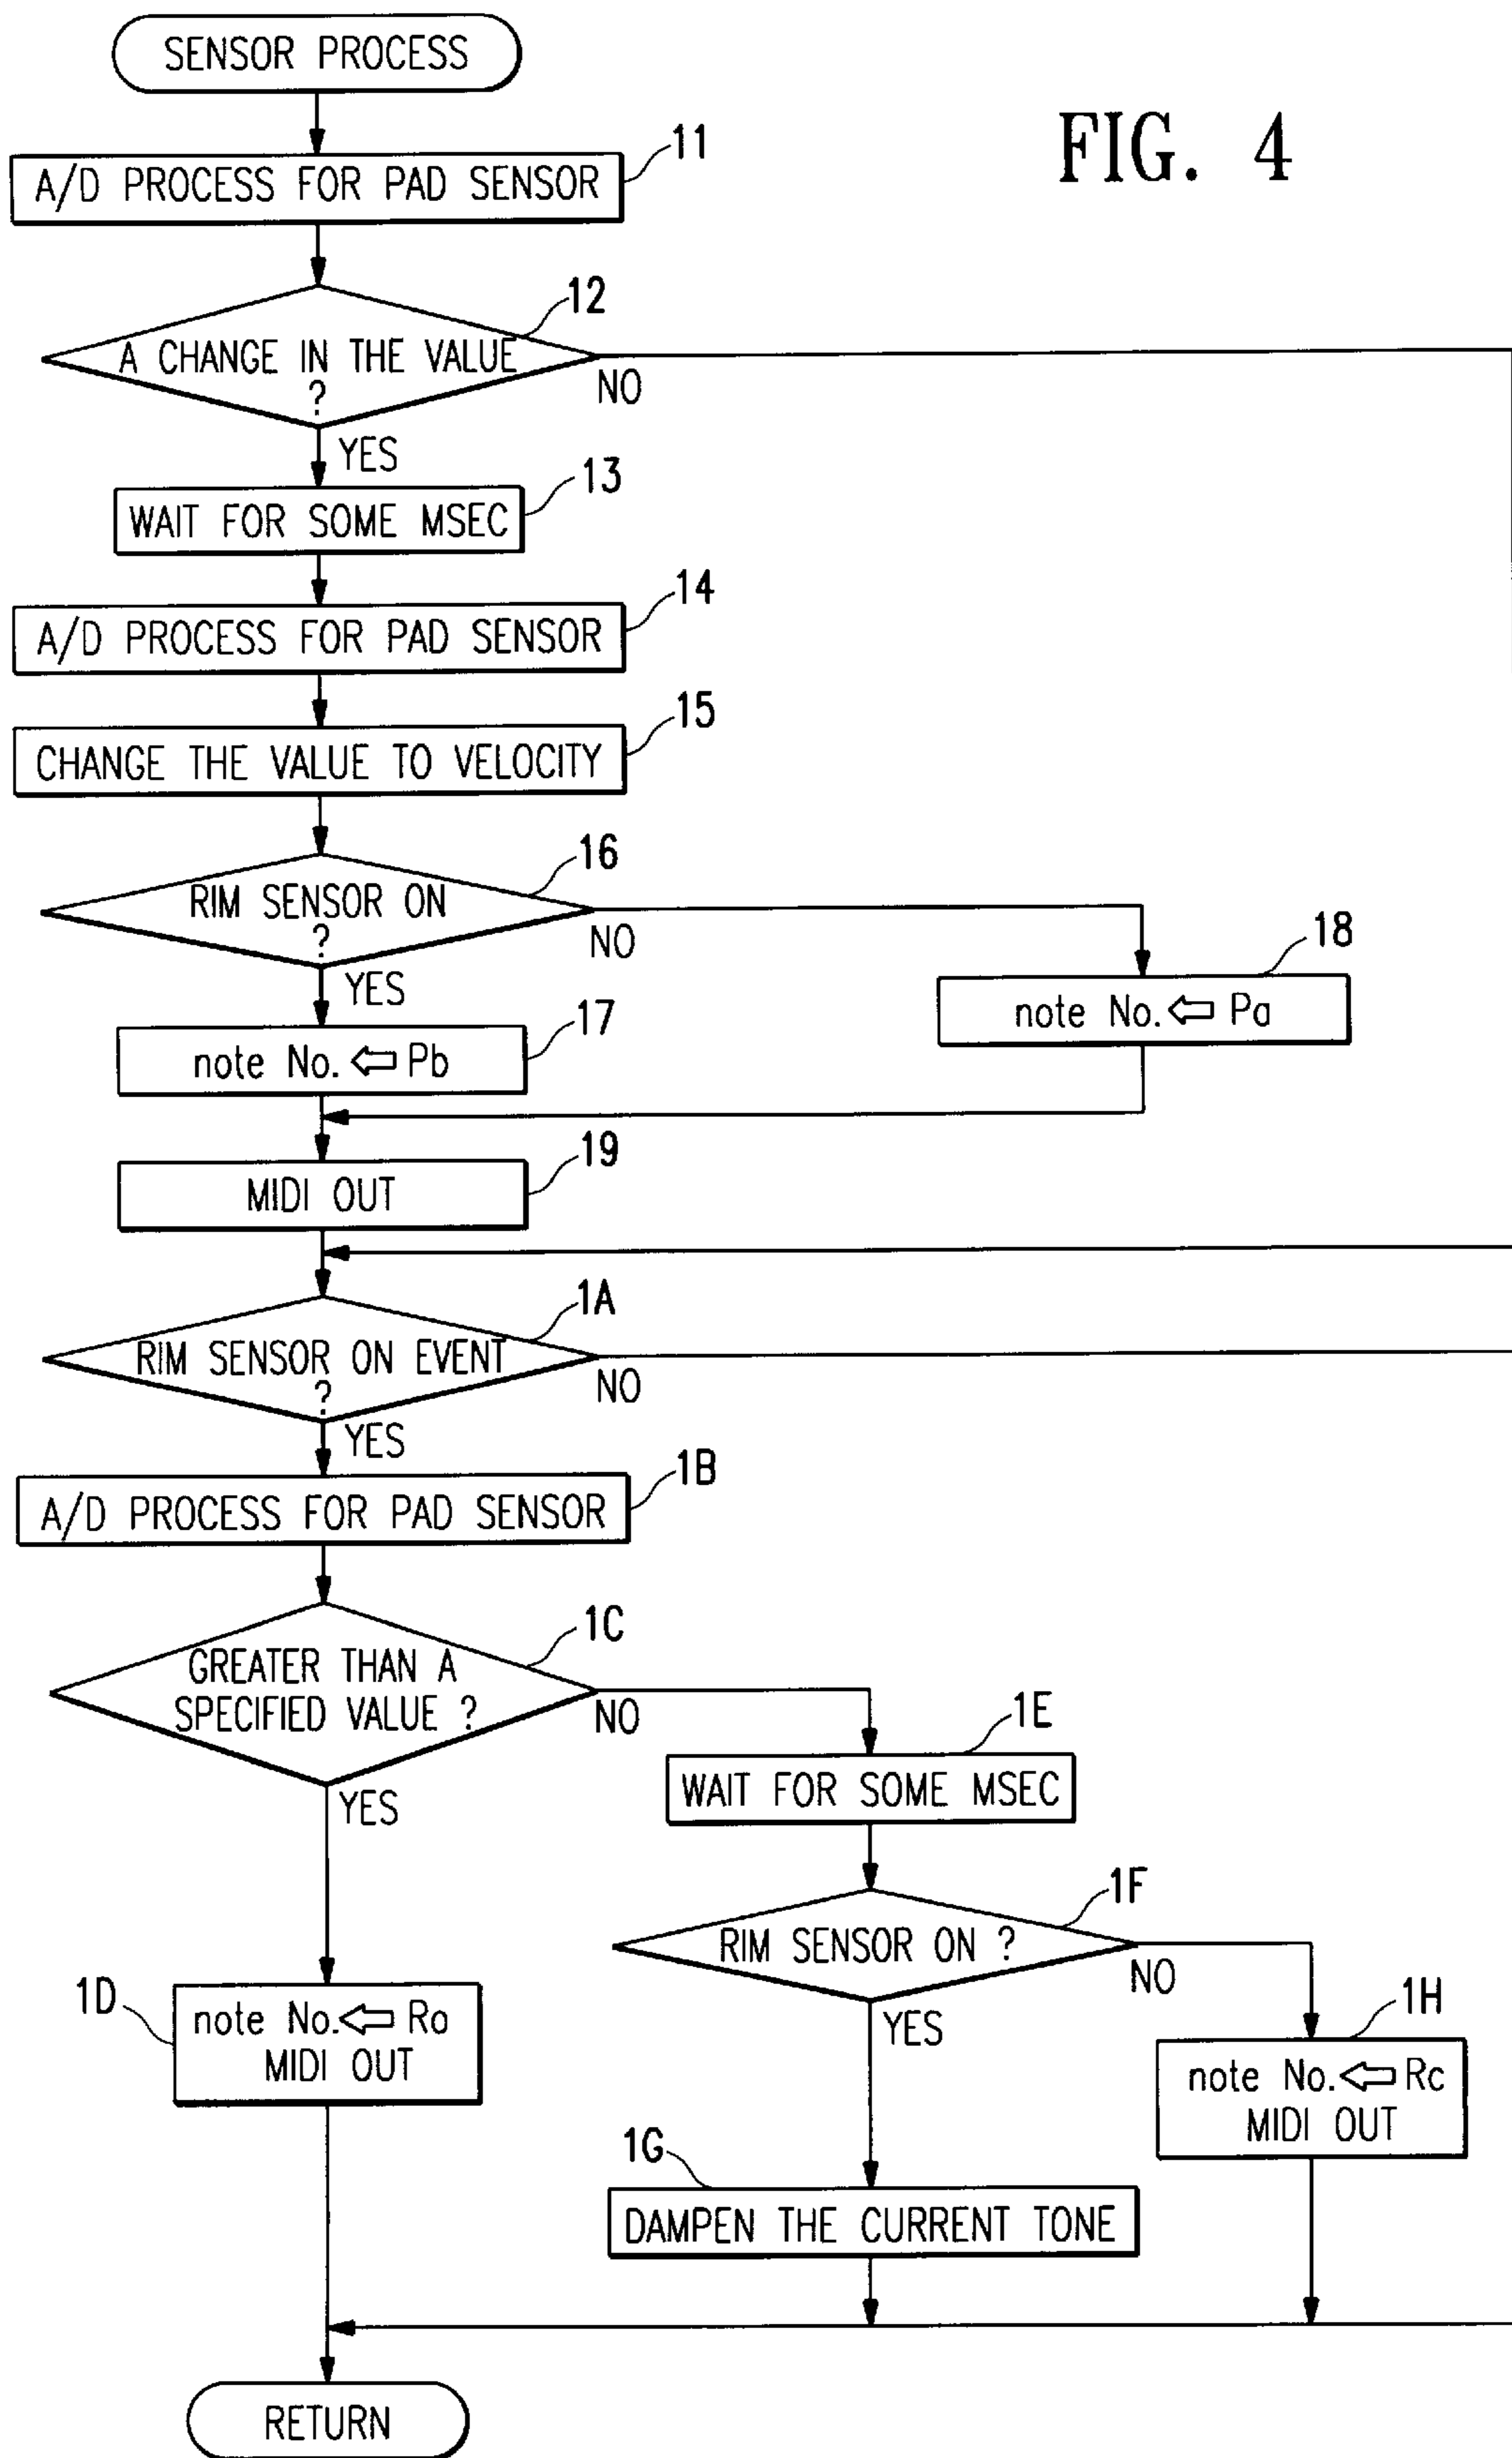 FIG. 4
SENSOR PROCESS
11
A/D PROCESS FOR PAD SENSOR
12
A CHANGE IN THE VALUE
?
NO
YES
13
WAIT FOR SOME MSEC
14
A/D PROCESS FOR PAD SENSOR
15
CHANGE THE VALUE TO VELOCITY
16
RIM SENSOR ON
?
NO
YES
18
note No. ⇦ Pa
17
note No. ⇦ Pb
19
MIDI OUT
1A
RIM SENSOR ON EVENT
?
NO
YES
1B
A/D PROCESS FOR PAD SENSOR
1C
GREATER THAN A
SPECIFIED VALUE ?
NO
YES
1E
WAIT FOR SOME MSEC
1F
RIM SENSOR ON ?
NO
YES
1D
note No. ⇦ Ra
MIDI OUT
1H
note No. ⇦ Rc
MIDI OUT
1G
DAMPEN THE CURRENT TONE
RETURN